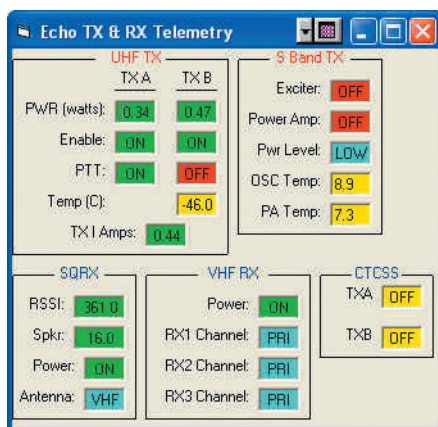 Echo TX & RX Telemetry
UHF TX
TX A TX B
PWR (watts): 0.34 0.47
Enable: ON ON
PTT: ON OFF
Temp (C): -46.0
TX I Amps: 0.44
S Band TX
Exciter: OFF
Power Amp: OFF
Pwr Level: LOW
OSC Temp: 8.9
PA Temp: 7.3
SQRX
RSSI: 361.0
Spkr: 16.0
Power: ON
Antenna: VHF
VHF RX
Power: ON
RX1 Channel: PRI
RX2 Channel: PRI
RX3 Channel: PRI
CTCSS
TXA OFF
TXB OFF